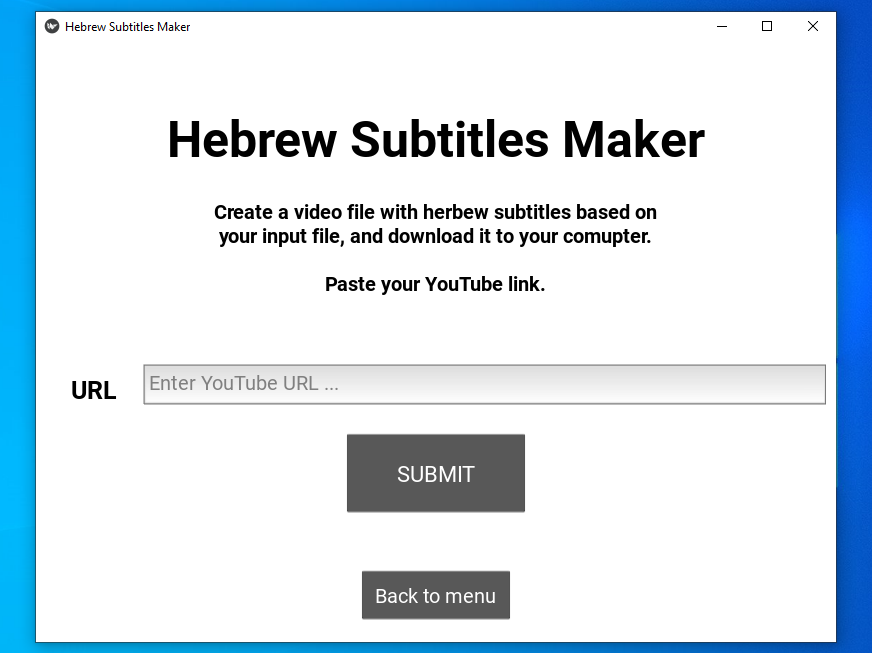 Hebrew Subtitles Maker
Hebrew Subtitles Maker
Create a video file with herbew subtitles based on
your input file, and download it to your comupter.
Paste your YouTube link.
URL
Enter YouTube URL ...
SUBMIT
Back to menu